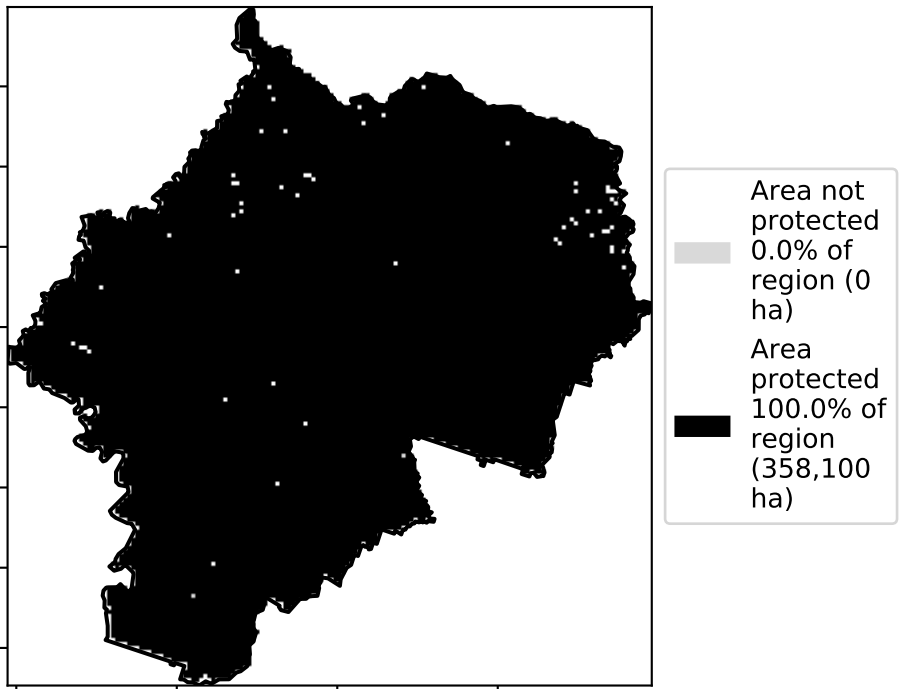 Area not
protected
0.0% of
region (0
ha)
Area
protected
100.0% of
region
(358,100
ha)